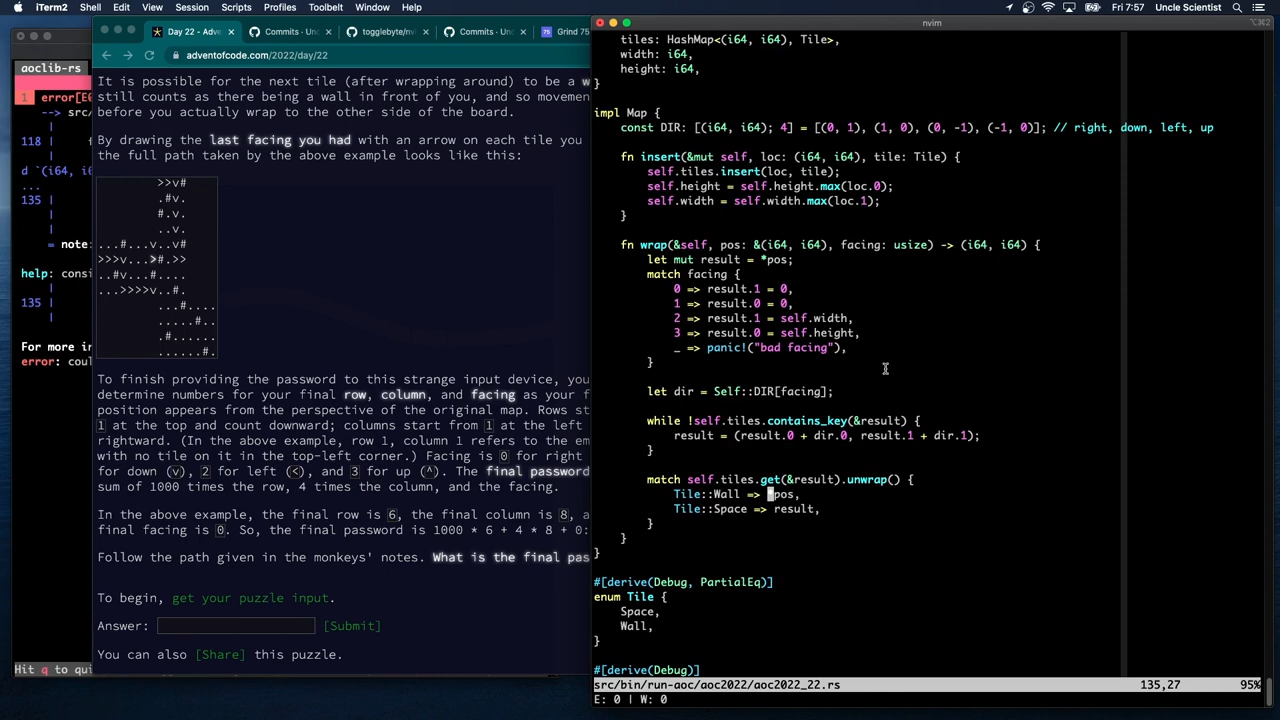 iTerm2 Shell Edit View Session Scripts Profiles Toolbelt Window Help
Fri 7:57 Uncle Scientist
Day 22 - Adve
Commits ·
togglebyte/mi
Commits · Un
Grind 75
adventofcode.com/2022/day/22
It is possible for the next tile (after wrapping around) to be a w
still counts as there being a wall in front of you, and so movemen
before you actually wrap to the other side of the board.
By drawing the last facing you had with an arrow on each tile you
the full path taken by the above example looks like this:
>>v#
.#v.
#.v.
..v.
...#...v..v#
>>>v...>#.>>
..#v...#....
...>>>>v..#.
...#....
.....#..
.#......
......#.
To finish providing the password to this strange input device, you
determine numbers for your final row, column, and facing as your f
position appears from the perspective of the original map. Rows st
1 at the top and count downward; columns start from 1 at the left
rightward. (In the above example, row 1, column 1 refers to the em
with no tile on it in the top-left corner.) Facing is 0 for right
for down (v), 2 for left (<), and 3 for up (^). The final password
sum of 1000 times the row, 4 times the column, and the facing.
In the above example, the final row is 6, the final column is 8, a
final facing is 0. So, the final password is 1000 * 6 + 4 * 8 + 0:
Follow the path given in the monkeys' notes. What is the final pas
To begin, get your puzzle input.
Answer: [Submit]
You can also [Share] this puzzle.
aoclib-rs
1 error[E0
--> src/
118 | f
d `(i64, i6
...
135 |
= note:
help: consi
135 |
For more in
error: coul
Hit q to qui
nvim
⌥⌘2
tiles: HashMap<(i64, i64), Tile>,
width: i64,
height: i64,
}
impl Map {
const DIR: [(i64, i64); 4] = [(0, 1), (1, 0), (0, -1), (-1, 0)]; // right, down, left, up
fn insert(&mut self, loc: (i64, i64), tile: Tile) {
self.tiles.insert(loc, tile);
self.height = self.height.max(loc.0);
self.width = self.width.max(loc.1);
}
fn wrap(&self, pos: &(i64, i64), facing: usize) -> (i64, i64) {
let mut result = *pos;
match facing {
0 => result.1 = 0,
1 => result.0 = 0,
2 => result.1 = self.width,
3 => result.0 = self.height,
_ => panic!("bad facing"),
}
let dir = Self::DIR[facing];
while !self.tiles.contains_key(&result) {
result = (result.0 + dir.0, result.1 + dir.1);
}
match self.tiles.get(&result).unwrap() {
Tile::Wall => *pos,
Tile::Space => result,
}
}
}
#[derive(Debug, PartialEq)]
enum Tile {
Space,
Wall,
}
#[derive(Debug)]
src/bin/run-aoc/aoc2022/aoc2022_22.rs 135,27 95%
E: 0 | W: 0